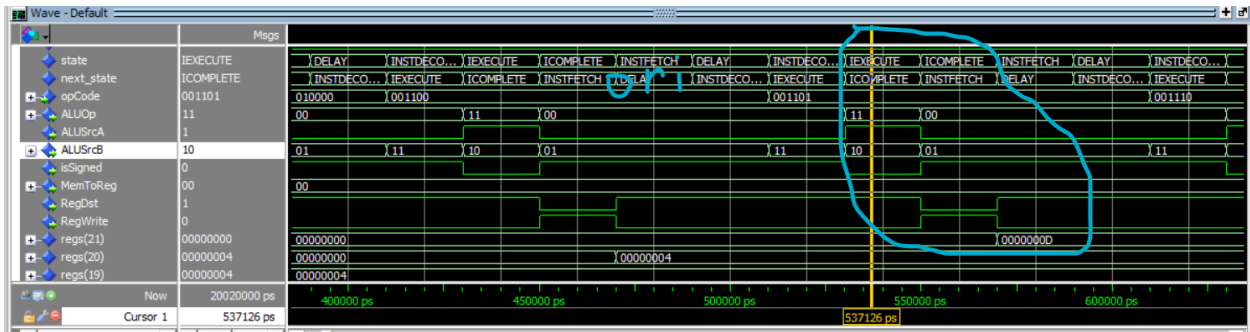 Wave - Default
Msgs
state IEXECUTE DELAY INSTDECO... IEXECUTE ICOMPLETE INSTFETCH DELAY INSTDECO... IEXECUTE ICOMPLETE INSTFETCH DELAY INSTDECO...
next_state ICOMPLETE INSTDECO... IEXECUTE ICOMPLETE INSTFETCH DELAY INSTDECO... IEXECUTE ICOMPLETE INSTFETCH DELAY INSTDECO... IEXECUTE
ori
opCode 001101 010000 001100 001101 001110
ALUOp 11 00 11 00 11 00
ALUSrcA 1
ALUSrcB 10 01 11 10 01 11 10 01 11
isSigned 0
MemToReg 00 00
RegDst 1
RegWrite 0
regs(21) 00000000 00000000 0000000D
regs(20) 00000004 00000000 00000004
regs(19) 00000004 00000004
Now 20020000 ps 400000 ps 450000 ps 500000 ps 550000 ps 600000 ps
Cursor 1 537126 ps 537126 ps